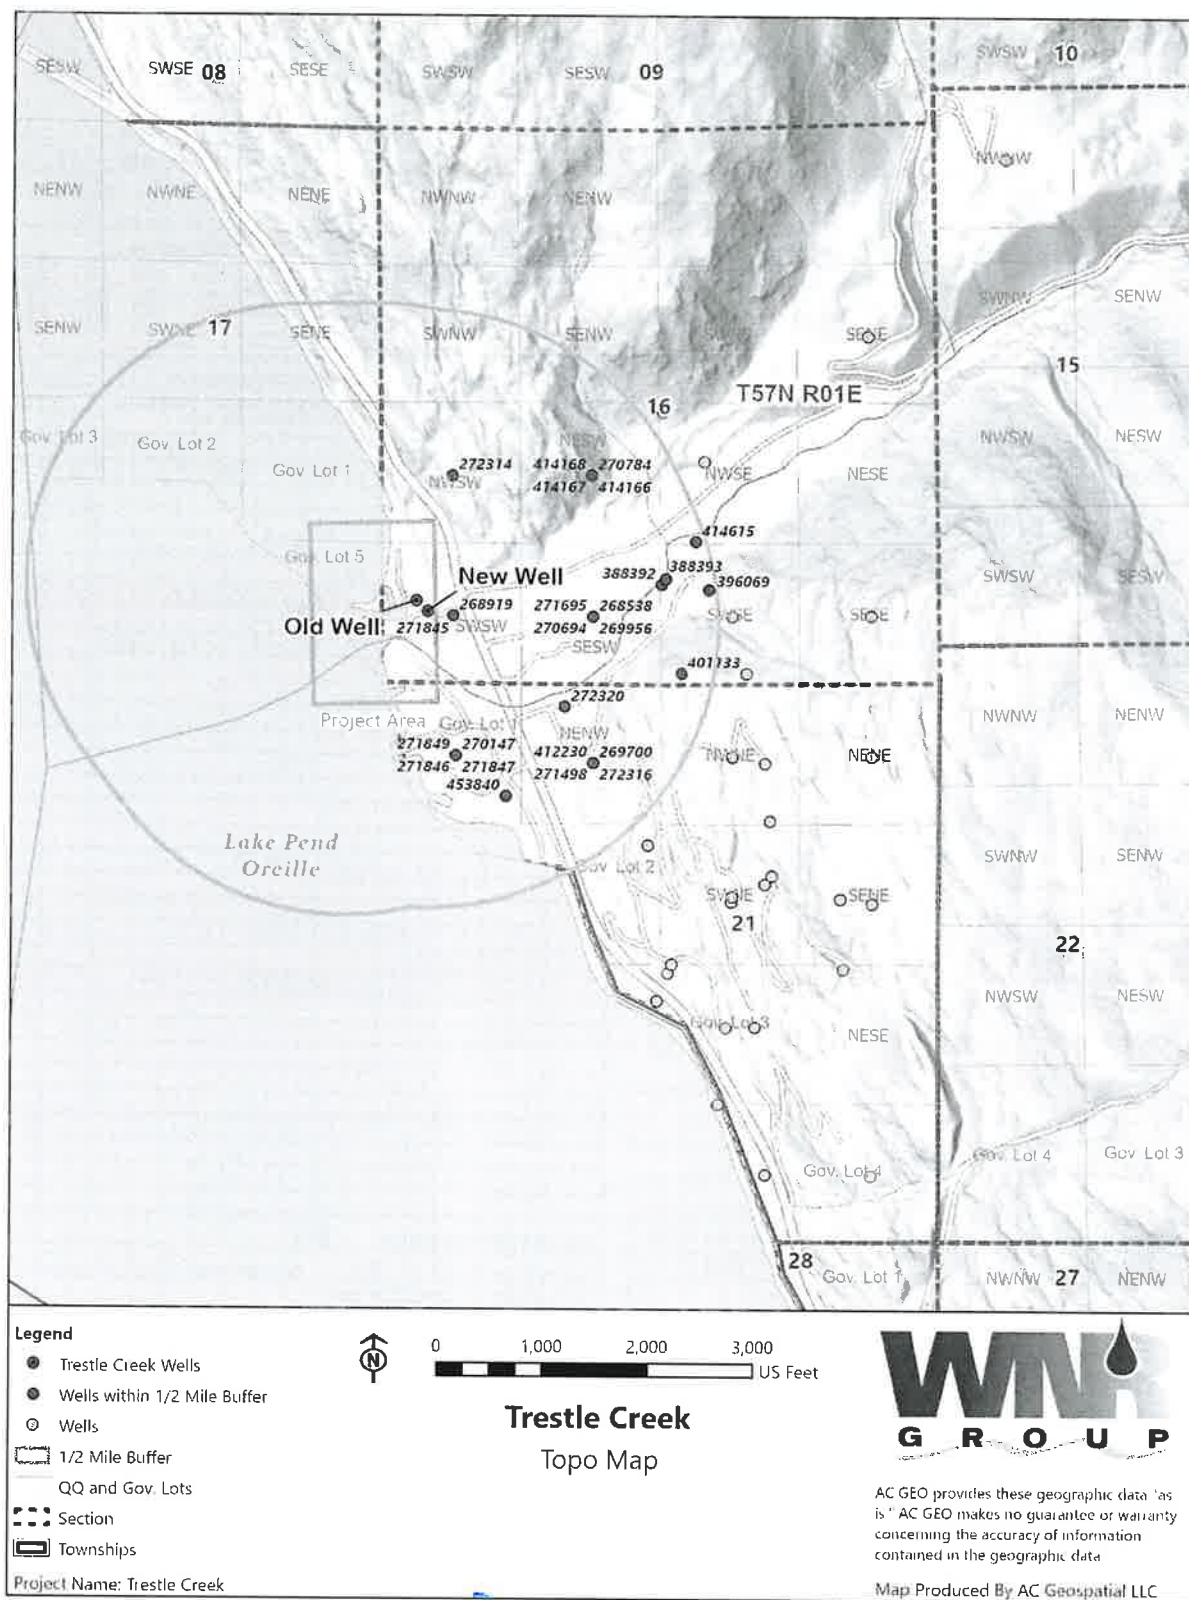 SESW SWSE 08 SESE SWSW SESW 09 SWSW 10
NWNW
NENW NWNE NENE NWNW NENW
SWNW SENW
SENW SWNE 17 SENE SWNW SENW SENE
15
T57N R01E
16
Gov. Lot 3 Gov. Lot 2 Gov. Lot 1 NESW NWSW NESW
272314 414168 270784
NWSW 414167 414166 NWSE NESE
414615
Gov. Lot 5 New Well 388392 388393 396069 SWSW SESW
Old Well 268919 271695 268538 SWSE SESE
271845 SWSW 270694 269956
SESW
401133
272320
Project Area Gov. Lot 1 NENW NWNW NENW
271849 270147 412230 269700 NWNE NENE
271846 271847 271498 272316
453840
Lake Pend
Oreille
Gov. Lot 2 SWNW SENW
SWNE SENE
21
22
NWSW NESW
Gov. Lot 3 NESE
Gov. Lot 4 Gov. Lot 4 Gov. Lot 3
28 Gov. Lot 1 NWNW 27 NENW
Legend
Trestle Creek Wells
Wells within 1/2 Mile Buffer
Wells
1/2 Mile Buffer
QQ and Gov. Lots
Section
Townships
Project Name: Trestle Creek
N
0 1,000 2,000 3,000
US Feet
Trestle Creek
Topo Map
WNR
GROUP
AC GEO provides these geographic data "as
is." AC GEO makes no guarantee or warranty
concerning the accuracy of information
contained in the geographic data
Map Produced By AC Geospatial LLC